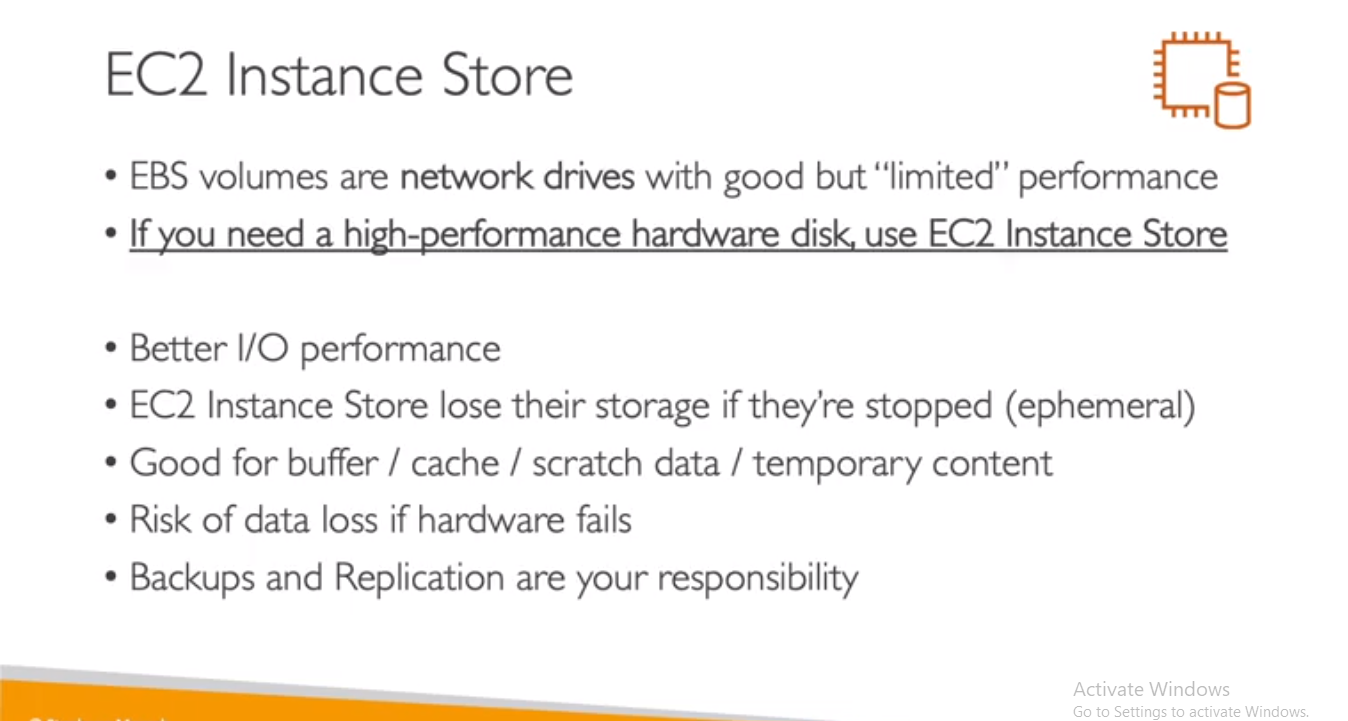 EC2 Instance Store
• EBS volumes are network drives with good but “limited” performance
• If you need a high-performance hardware disk, use EC2 Instance Store
• Better I/O performance
• EC2 Instance Store lose their storage if they’re stopped (ephemeral)
• Good for buffer / cache / scratch data / temporary content
• Risk of data loss if hardware fails
• Backups and Replication are your responsibility
Activate Windows
Go to Settings to activate Windows.